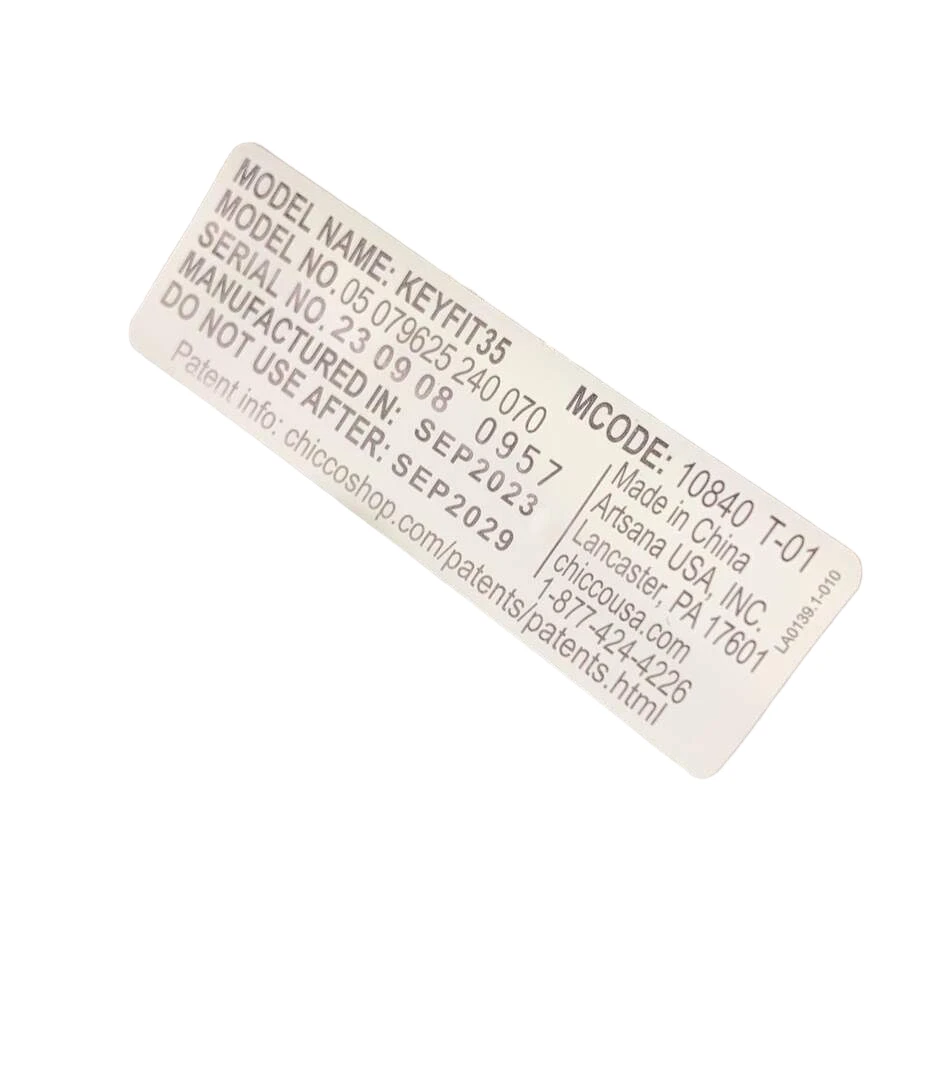 MODEL NAME: KEYFIT35
MODEL NO. 05 079625 240 070
SERIAL NO. 23 09 08 0957
MANUFACTURED IN: SEP2023
DO NOT USE AFTER: SEP2029
Patent info: chiccoshop.com/patents/patents.html
MCODE: 10840 T-01
Made in China
Artsana USA, INC.
Lancaster, PA 17601
chiccousa.com
1-877-424-4226
LA0139.1-010